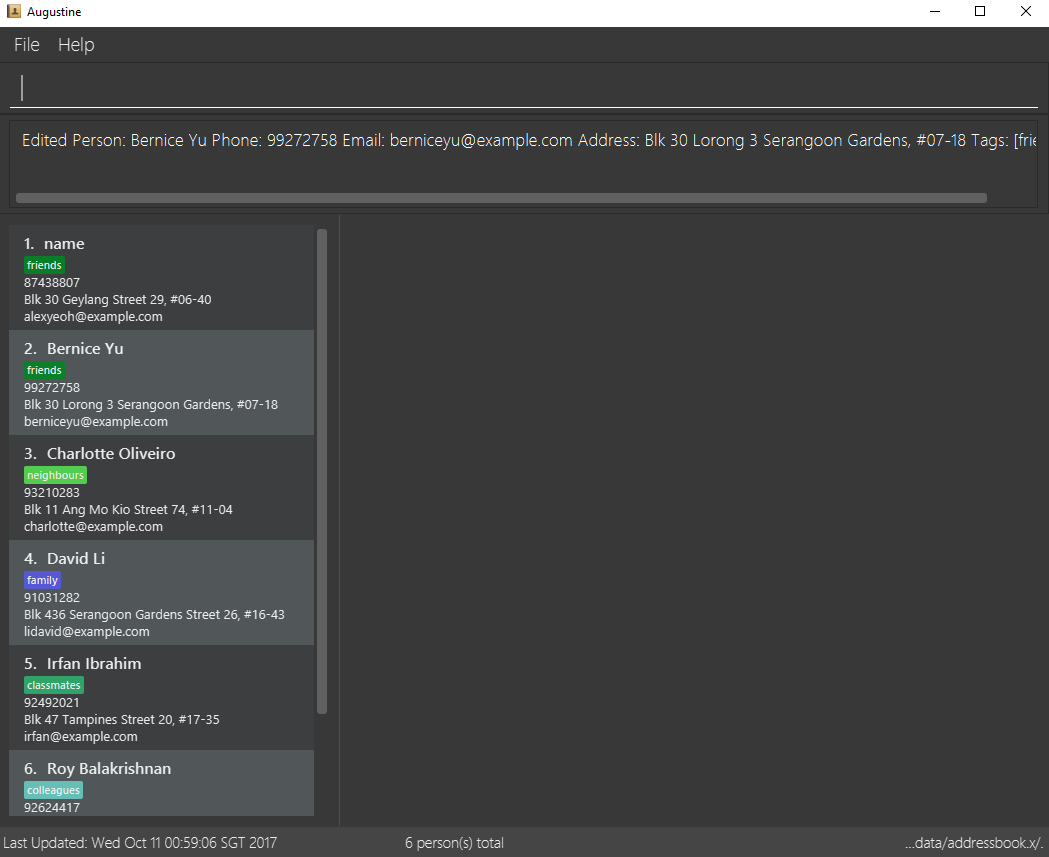 Augustine
File Help
Edited Person: Bernice Yu Phone: 99272758 Email: berniceyu@example.com Address: Blk 30 Lorong 3 Serangoon Gardens, #07-18 Tags: [frie
1. name
friends
87438807
Blk 30 Geylang Street 29, #06-40
alexyeoh@example.com
2. Bernice Yu
friends
99272758
Blk 30 Lorong 3 Serangoon Gardens, #07-18
berniceyu@example.com
3. Charlotte Oliveiro
neighbours
93210283
Blk 11 Ang Mo Kio Street 74, #11-04
charlotte@example.com
4. David Li
family
91031282
Blk 436 Serangoon Gardens Street 26, #16-43
lidavid@example.com
5. Irfan Ibrahim
classmates
92492021
Blk 47 Tampines Street 20, #17-35
irfan@example.com
6. Roy Balakrishnan
colleagues
92624417
Last Updated: Wed Oct 11 00:59:06 SGT 2017
6 person(s) total
...data/addressbook.x/.